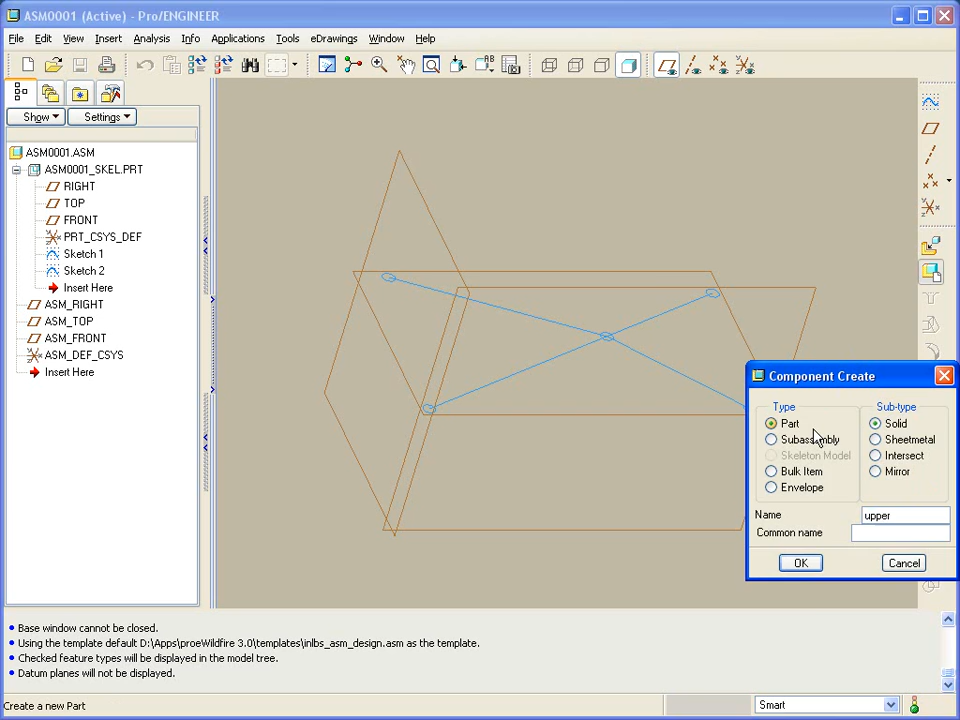 ASM0001 (Active) - Pro/ENGINEER
File Edit View Insert Analysis Info Applications Tools eDrawings Window Help
Show Settings
ASM0001.ASM
ASM0001_SKEL.PRT
RIGHT
TOP
FRONT
PRT_CSYS_DEF
Sketch 1
Sketch 2
Insert Here
ASM_RIGHT
ASM_TOP
ASM_FRONT
ASM_DEF_CSYS
Insert Here
Component Create
Type Sub-type
Part Solid
Subassembly Sheetmetal
Skeleton Model Intersect
Bulk Item Mirror
Envelope
Name upper
Common name
OK Cancel
Base window cannot be closed.
Using the template default D:\Apps\proeWildfire 3.0\templates\inlbs_asm_design.asm as the template.
Checked feature types will be displayed in the model tree.
Datum planes will not be displayed.
Create a new Part Smart